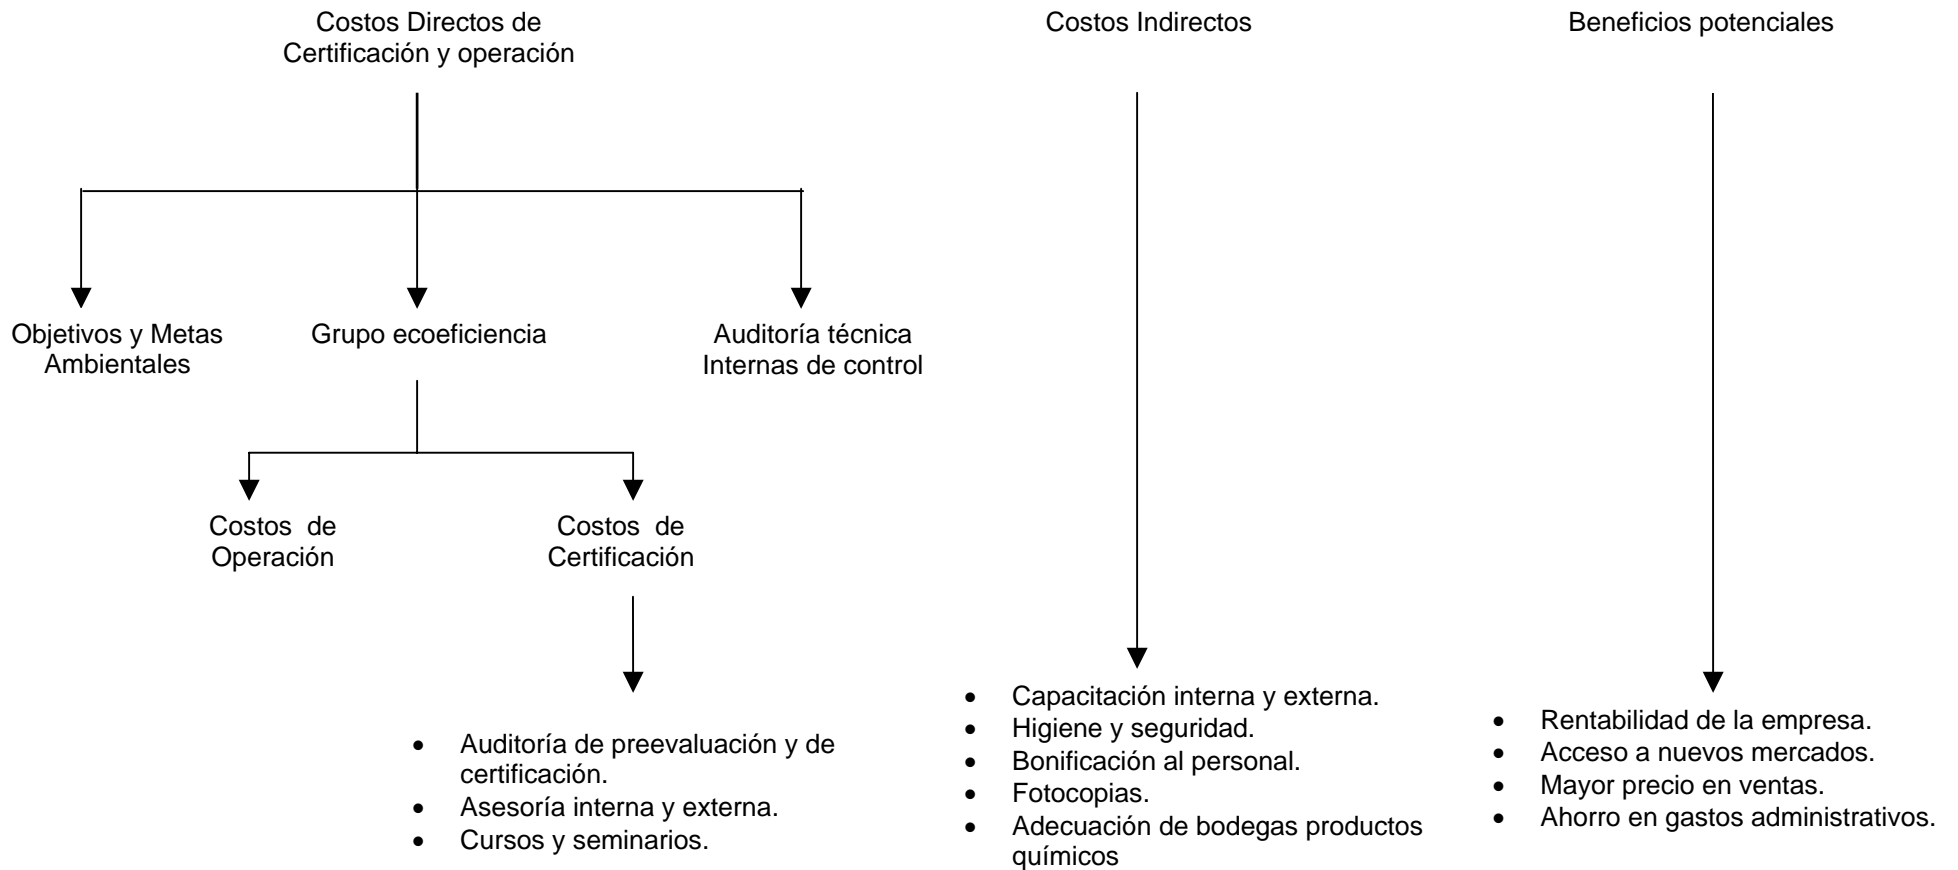 Costos Directos de
Certificación y operación
Costos Indirectos
Beneficios potenciales
Objetivos y Metas
Ambientales
Grupo ecoeficiencia
Auditoría técnica
Internas de control
Costos de
Operación
Costos de
Certificación
• Auditoría de preevaluación y de
certificación.
• Asesoría interna y externa.
• Cursos y seminarios.
• Capacitación interna y externa.
• Higiene y seguridad.
• Bonificación al personal.
• Fotocopias.
• Adecuación de bodegas productos
químicos
• Rentabilidad de la empresa.
• Acceso a nuevos mercados.
• Mayor precio en ventas.
• Ahorro en gastos administrativos.